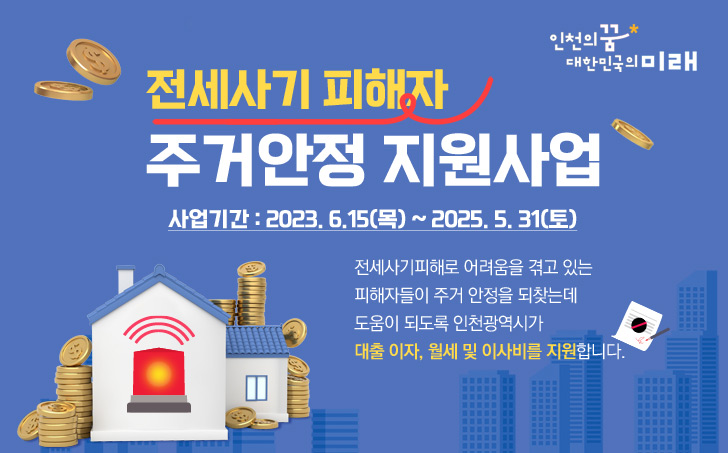 인천의꿈
대한민국의미래
전세사기 피해자
주거안정 지원사업
사업기간 : 2023. 6.15(목) ~ 2025. 5. 31(토)
전세사기피해로 어려움을 겪고 있는
피해자들이 주거 안정을 되찾는데
도움이 되도록 인천광역시가
대출 이자, 월세 및 이사비를 지원합니다.